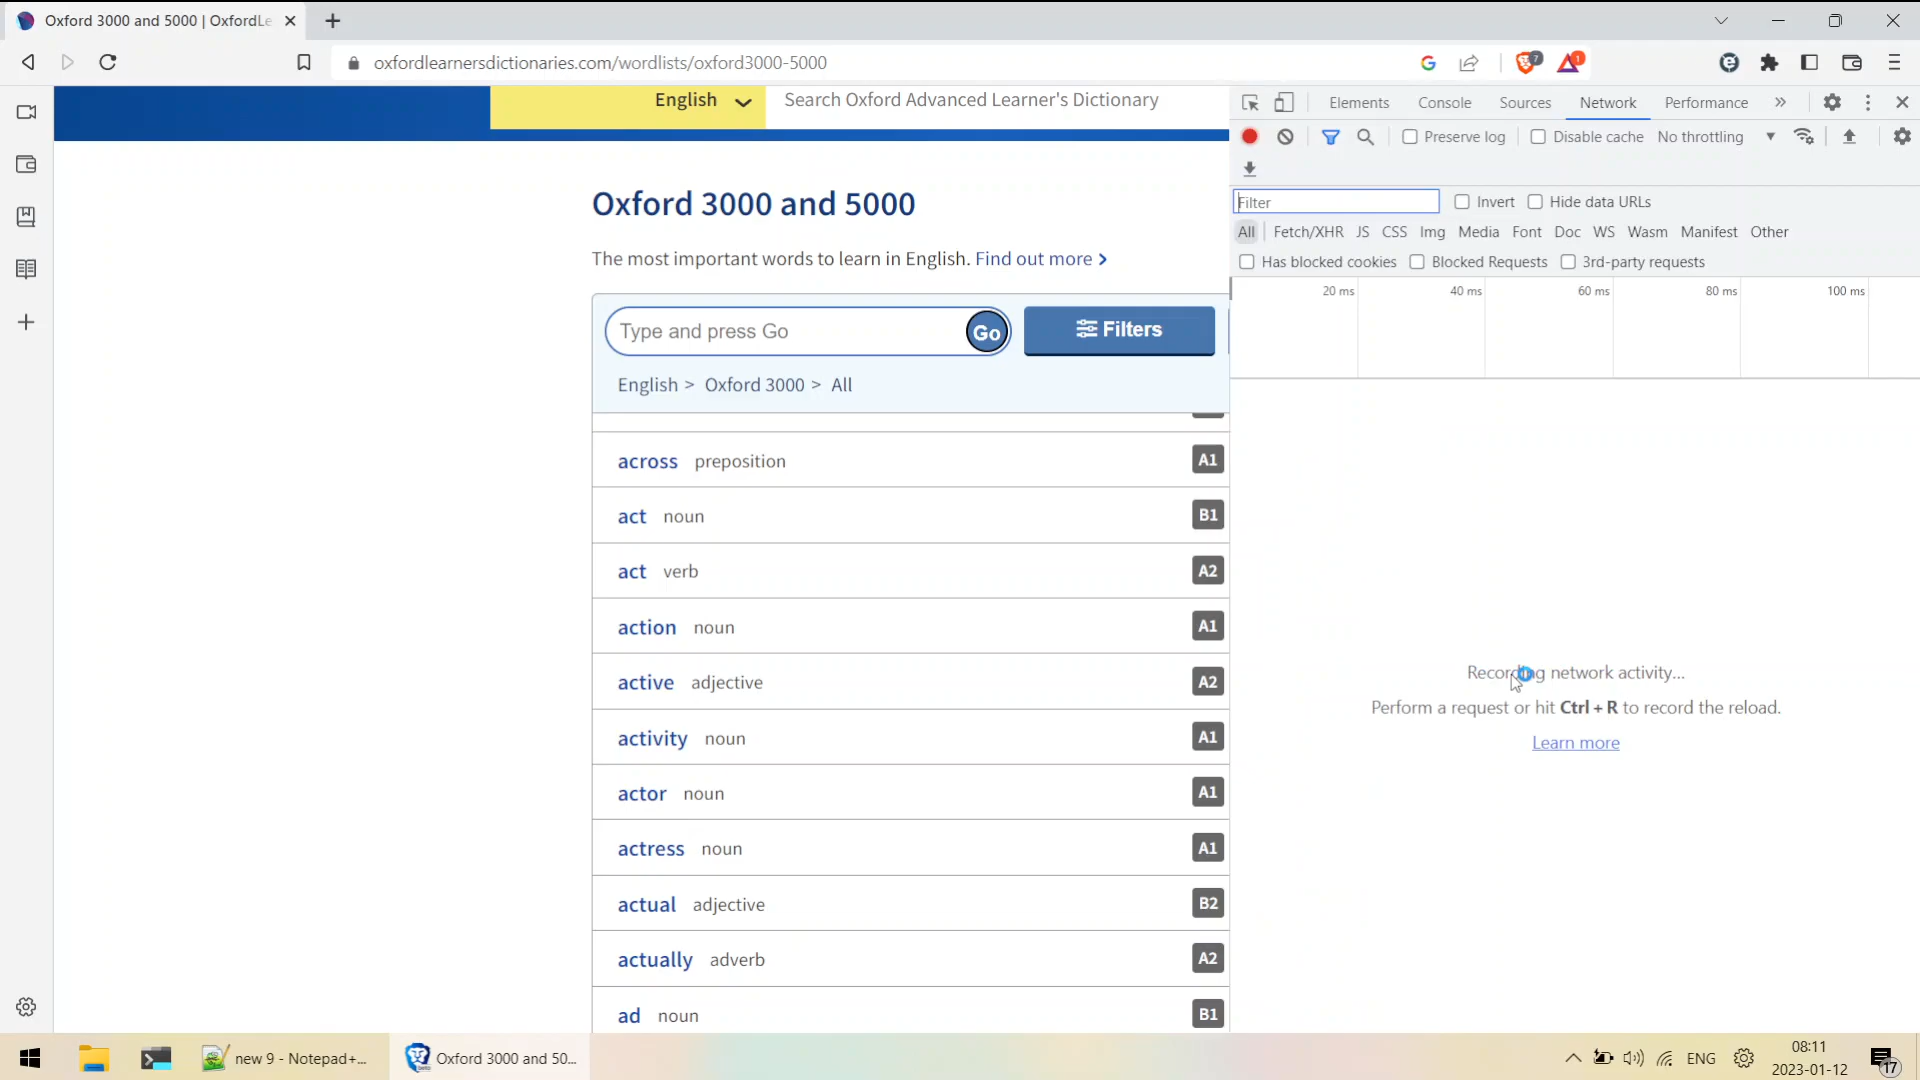 Oxford 3000 and 5000 | OxfordLe
oxfordlearnersdictionaries.com/wordlists/oxford3000-5000
7
1
English
Search Oxford Advanced Learner's Dictionary
Oxford 3000 and 5000
The most important words to learn in English. Find out more
Type and press Go
Go
Filters
English > Oxford 3000 > All
across preposition A1
act noun B1
act verb A2
action noun A1
active adjective A2
activity noun A1
actor noun A1
actress noun A1
actual adjective B2
actually adverb A2
ad noun B1
Elements Console Sources Network Performance
Preserve log Disable cache No throttling
Filter Invert Hide data URLs
All Fetch/XHR JS CSS Img Media Font Doc WS Wasm Manifest Other
Has blocked cookies Blocked Requests 3rd-party requests
20 ms 40 ms 60 ms 80 ms 100 ms
Recording network activity...
Perform a request or hit Ctrl + R to record the reload.
Learn more
new 9 - Notepad+...
Oxford 3000 and 50...
ENG
08:11
2023-01-12
17